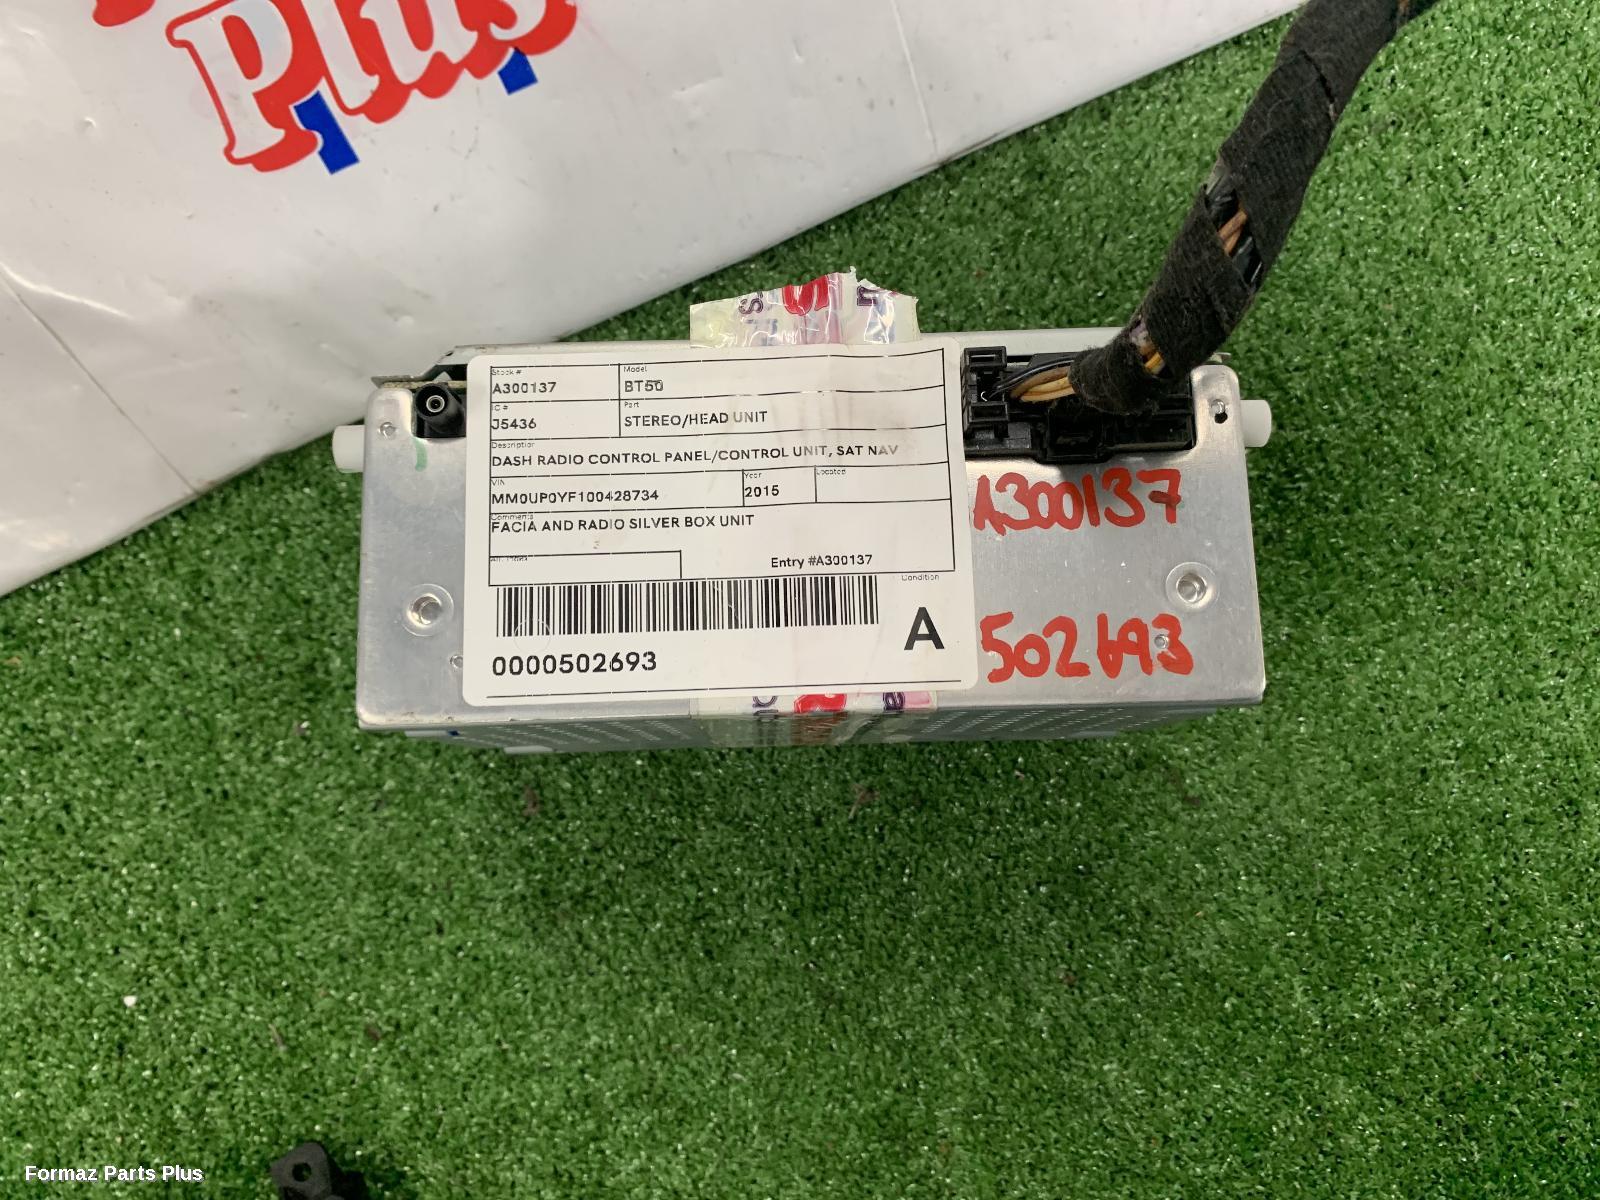 Plus
Stock #
A300137
Model
BT50
IC #
J5436
Part
STEREO/HEAD UNIT
Description
DASH RADIO CONTROL PANEL/CONTROL UNIT, SAT NAV
VIN
MM0UP0YF100428734
Year
2015
Located
Comments
FACIA AND RADIO SILVER BOX UNIT
Entry #A300137
Condition
A
0000502693
A300137
502693
Formaz Parts Plus